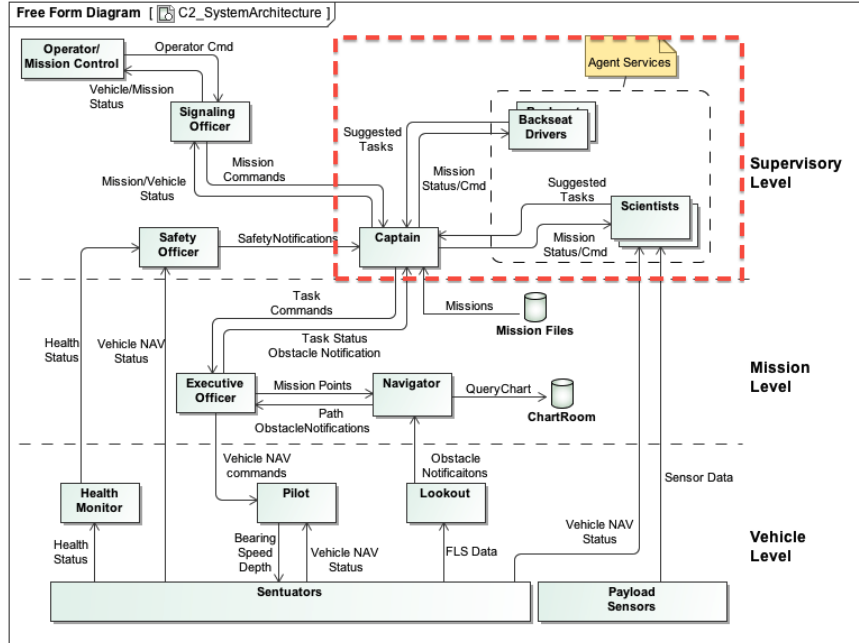 Free Form Diagram [ C2_SystemArchitecture ]
Operator/
Mission Control
Operator Cmd
Vehicle/Mission
Status
Signaling
Officer
Mission
Commands
Mission/Vehicle
Status
Agent Services
Backseat
Drivers
Suggested
Tasks
Mission
Status/Cmd
Suggested
Tasks
Scientists
Mission
Status/Cmd
Supervisory
Level
Safety
Officer
SafetyNotifications
Captain
Task
Commands
Missions
Mission Files
Health
Status
Vehicle NAV
Status
Task Status
Obstacle Notification
Executive
Officer
Mission Points
Navigator
QueryChart
ChartRoom
Path
ObstacleNotifications
Mission
Level
Vehicle NAV
commands
Obstacle
Notificaitons
Sensor Data
Health
Monitor
Pilot
Lookout
Vehicle NAV
Status
Vehicle
Level
Health
Status
Bearing
Speed
Depth
Vehicle NAV
Status
FLS Data
Sentuators
Payload
Sensors